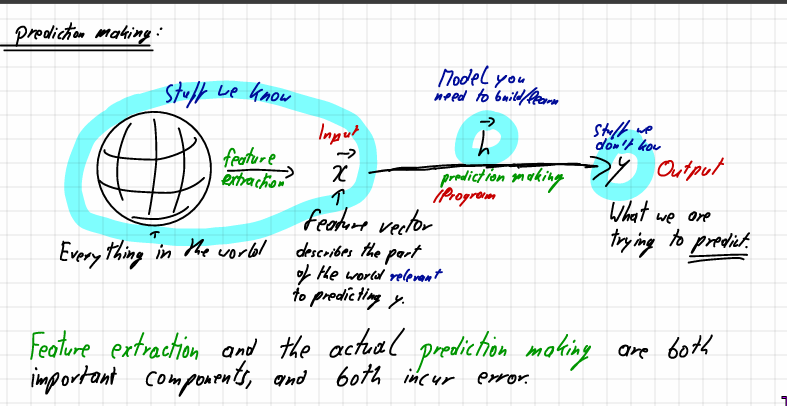 prediction making:
Stuff we know
Model you
need to build/learn
Input
feature
extraction
x
h
stuff we
don't kow
y
Output
prediction making
/Program
Everything in the world
feature vector
describes the part
of the world relevant
to predicting y.
What we are
trying to predict.
Feature extraction and the actual prediction making are both
important components, and both incur error.